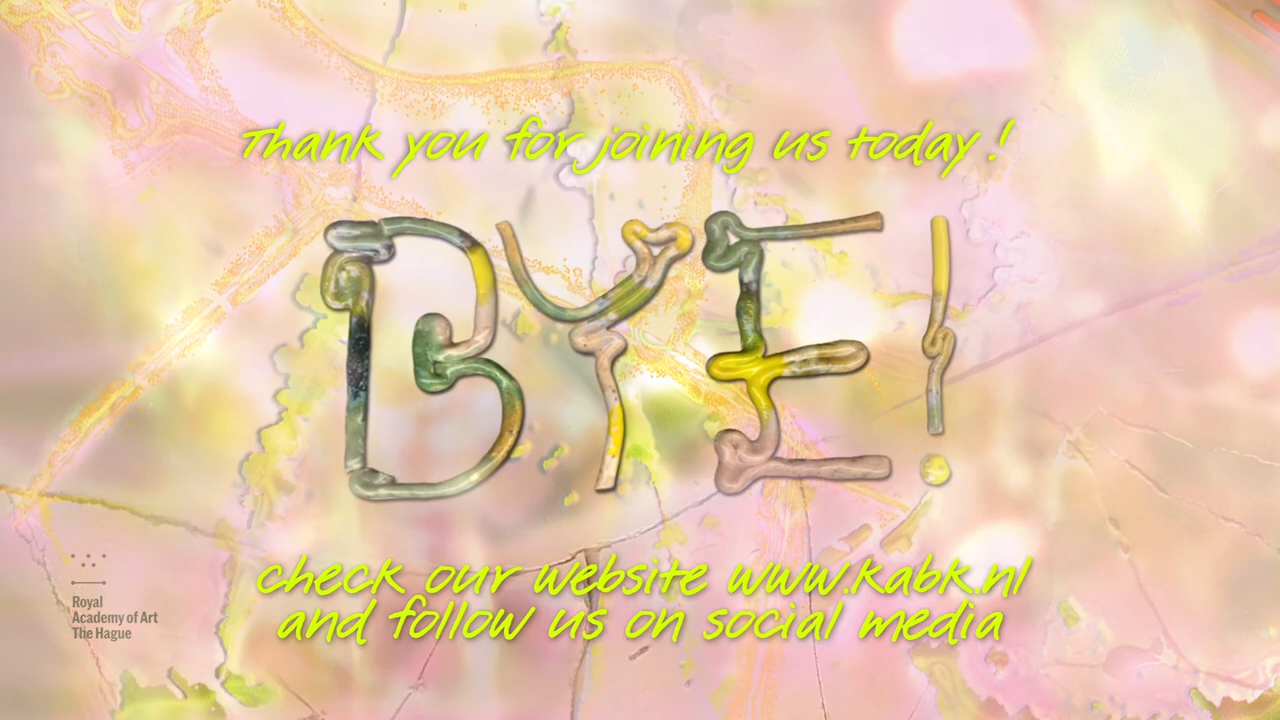 Thank you for joining us today!
BYE!
check our website www.kabk.nl
and follow us on social media
Royal
Academy of Art
The Hague